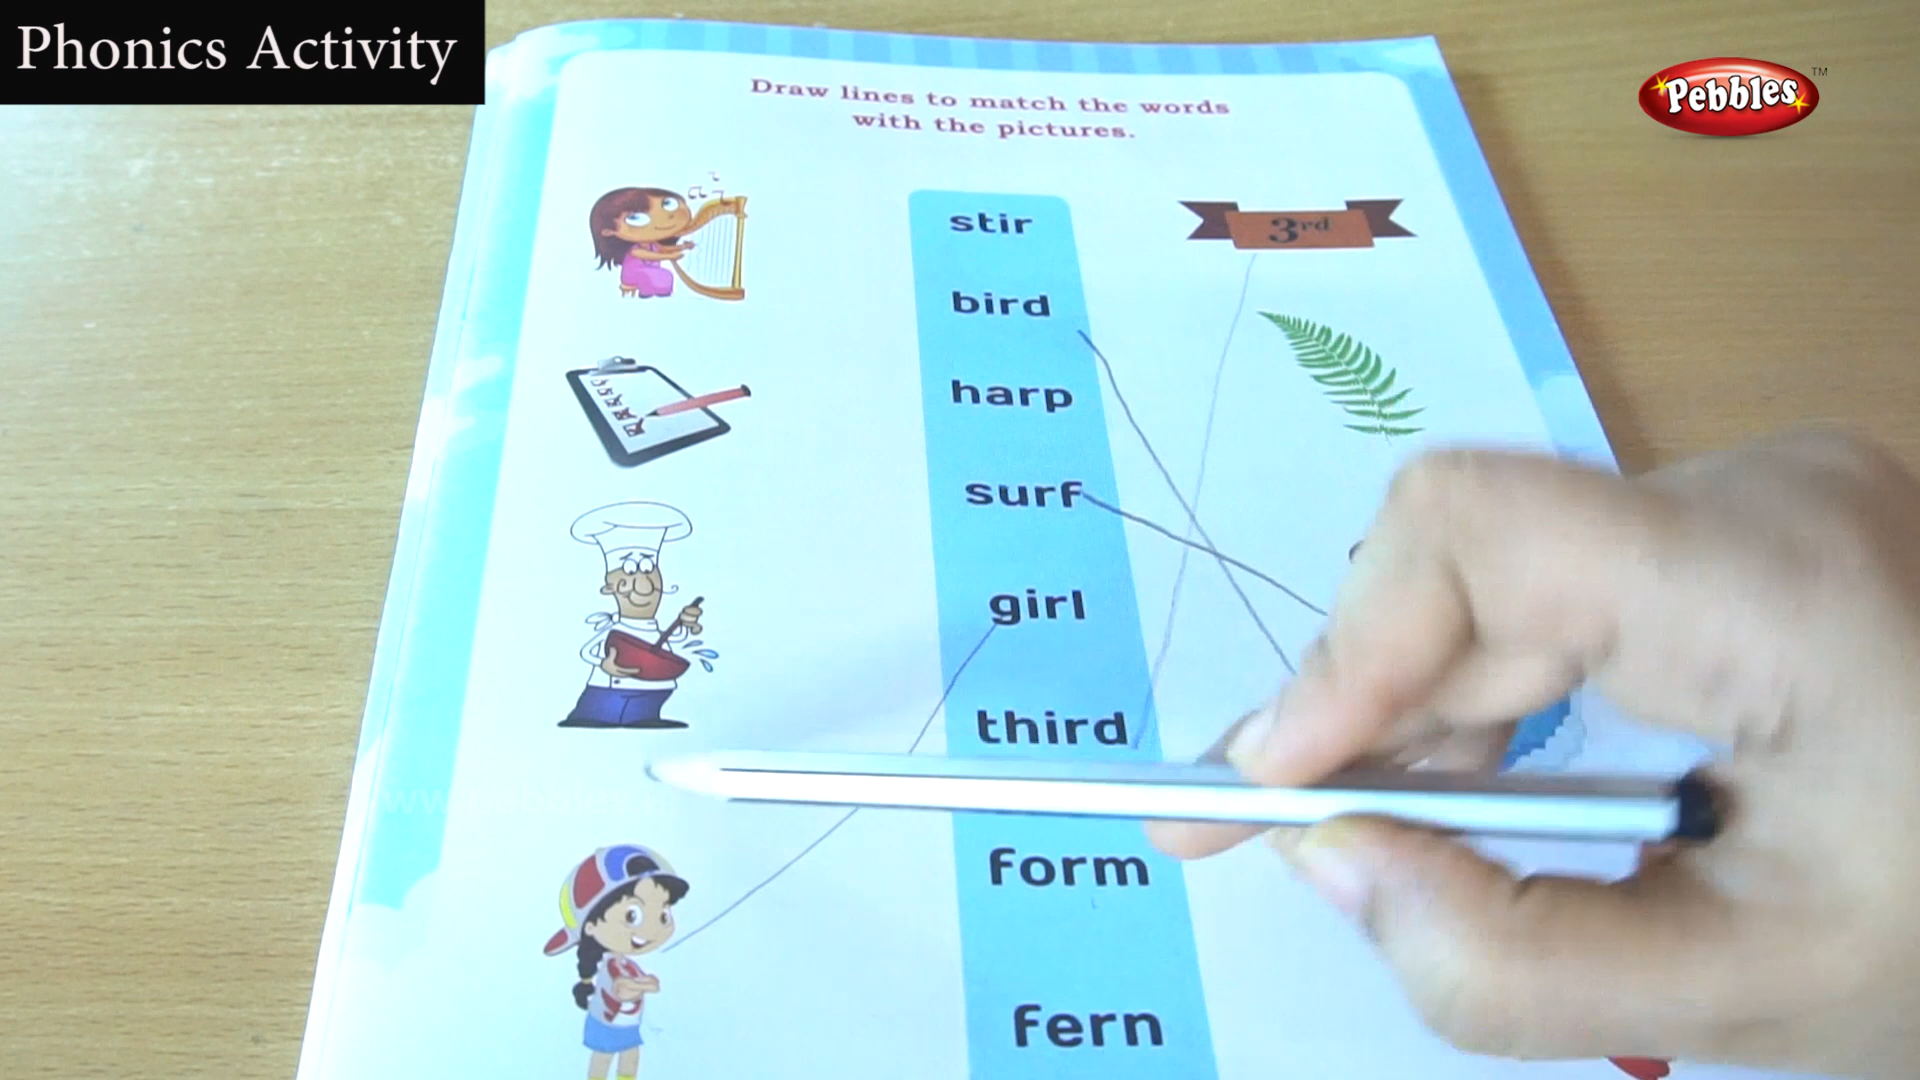 Phonics Activity
Pebbles TM
Draw lines to match the words
with the pictures.
stir
3rd
bird
harp
surf
girl
third
form
fern